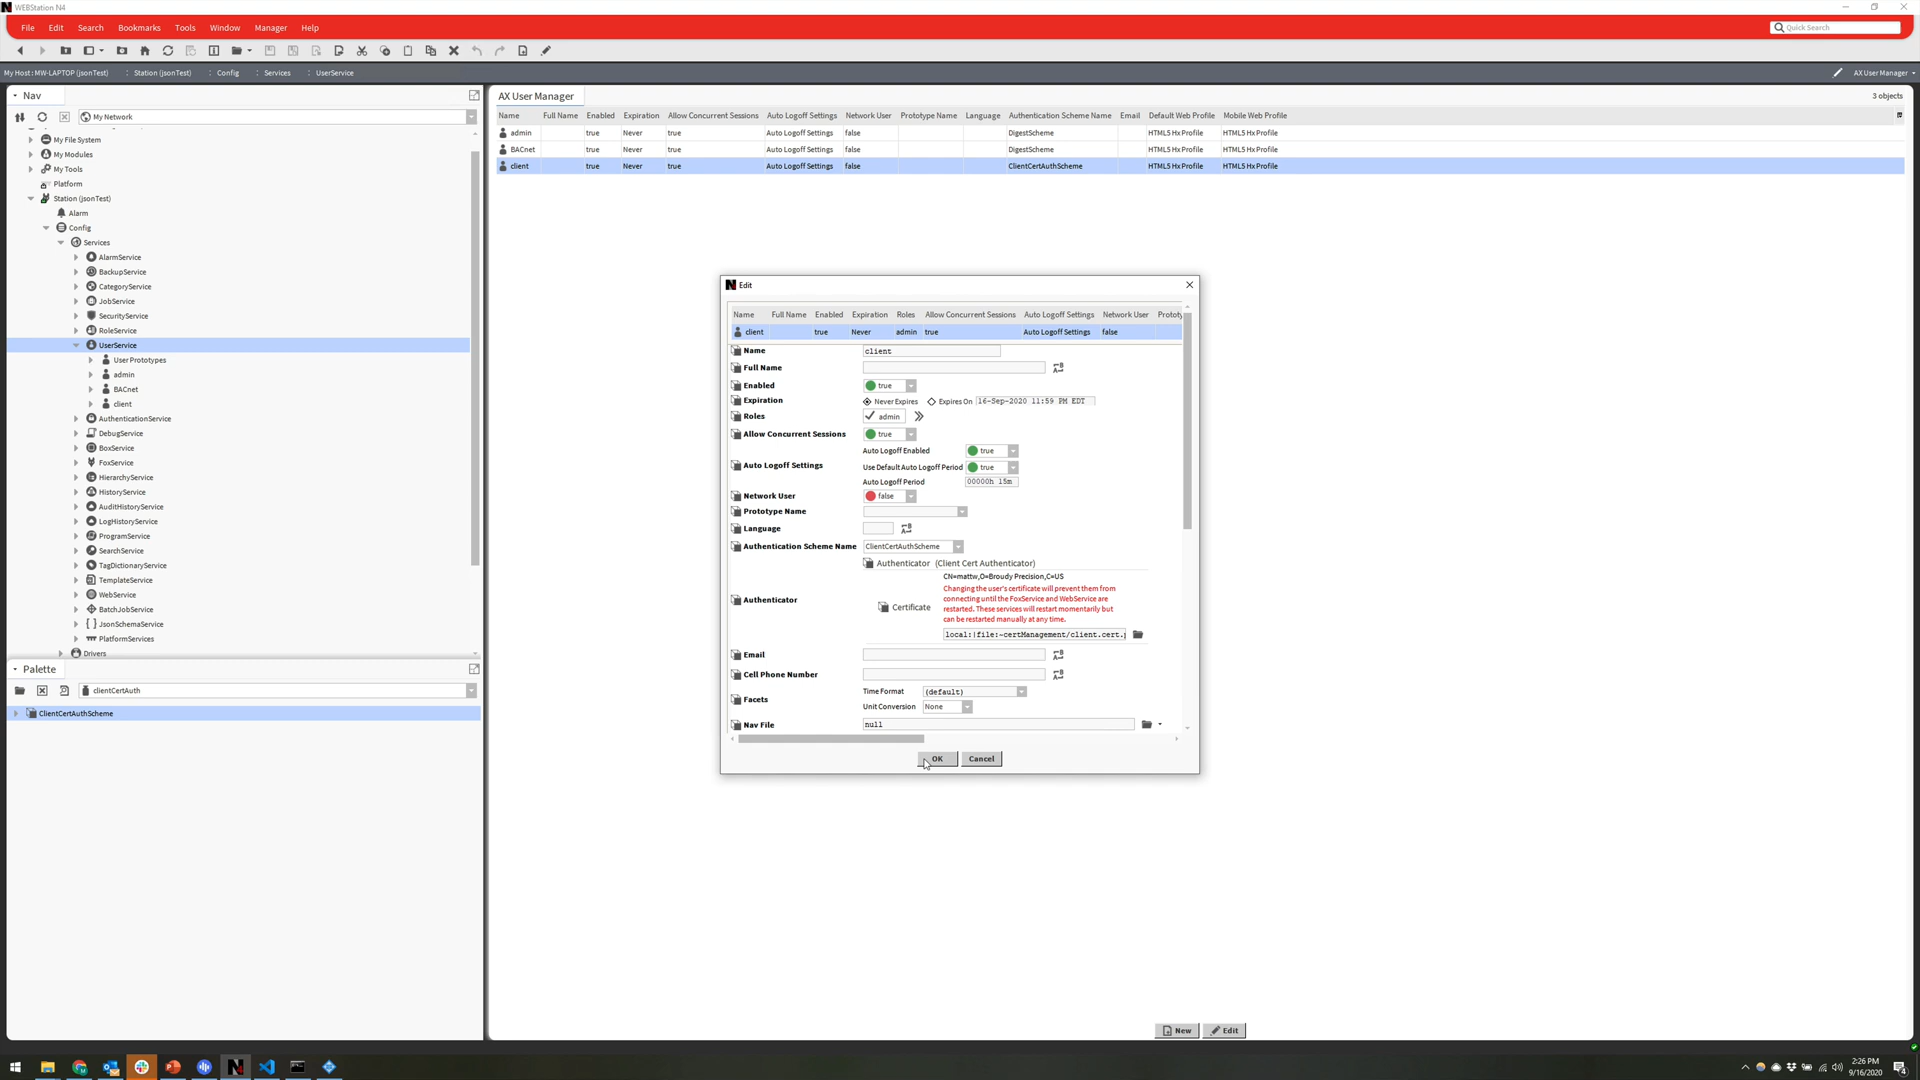 WEBStation N4
File Edit Search Bookmarks Tools Window Manager Help
Quick Search
My Host : MW-LAPTOP (jsonTest) : Station (jsonTest) : Config : Services : UserService
AX User Manager
Nav
My Network
My File System
My Modules
My Tools
Platform
Station (jsonTest)
Alarm
Config
Services
AlarmService
BackupService
CategoryService
JobService
SecurityService
RoleService
UserService
User Prototypes
admin
BACnet
client
AuthenticationService
DebugService
BoxService
FoxService
HierarchyService
HistoryService
AuditHistoryService
LogHistoryService
ProgramService
SearchService
TagDictionaryService
TemplateService
WebService
BatchJobService
JsonSchemaService
PlatformServices
Drivers
Palette
clientCertAuth
ClientCertAuthScheme
AX User Manager
3 objects
Name Full Name Enabled Expiration Allow Concurrent Sessions Auto Logoff Settings Network User Prototype Name Language Authentication Scheme Name Email Default Web Profile Mobile Web Profile
admin true Never true Auto Logoff Settings false DigestScheme HTML5 Hx Profile HTML5 Hx Profile
BACnet true Never true Auto Logoff Settings false DigestScheme HTML5 Hx Profile HTML5 Hx Profile
client true Never true Auto Logoff Settings false ClientCertAuthScheme HTML5 Hx Profile HTML5 Hx Profile
Edit
Name Full Name Enabled Expiration Roles Allow Concurrent Sessions Auto Logoff Settings Network User Prototy
client true Never admin true Auto Logoff Settings false
Name client
Full Name
Enabled true
Expiration Never Expires Expires On 16-Sep-2020 11:59 PM EDT
Roles admin
Allow Concurrent Sessions true
Auto Logoff Settings
Auto Logoff Enabled true
Use Default Auto Logoff Period true
Auto Logoff Period 00000h 15m
Network User false
Prototype Name
Language
Authentication Scheme Name ClientCertAuthScheme
Authenticator
Authenticator (Client Cert Authenticator)
Certificate
CN=mattw,O=Broudy Precision,C=US
Changing the user's certificate will prevent them from
connecting until the FoxService and WebService are
restarted. These services will restart momentarily but
can be restarted manually at any time.
local:|file:~certManagement/client.cert.p
Email
Cell Phone Number
Facets
Time Format (default)
Unit Conversion None
Nav File null
OK Cancel
New Edit
2:26 PM
9/16/2020
4